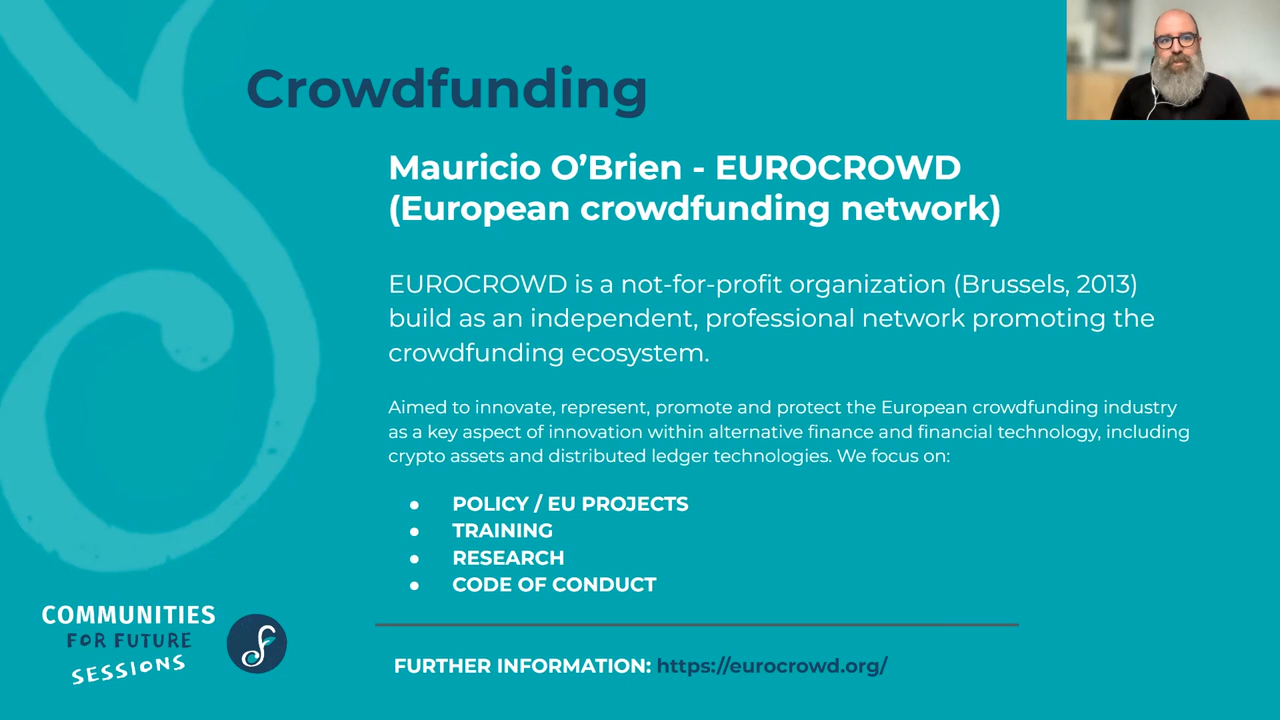 Crowdfunding
Mauricio O’Brien - EUROCROWD
(European crowdfunding network)
EUROCROWD is a not-for-profit organization (Brussels, 2013)
build as an independent, professional network promoting the
crowdfunding ecosystem.
Aimed to innovate, represent, promote and protect the European crowdfunding industry
as a key aspect of innovation within alternative finance and financial technology, including
crypto assets and distributed ledger technologies. We focus on:
● POLICY / EU PROJECTS
● TRAINING
● RESEARCH
● CODE OF CONDUCT
COMMUNITIES
FOR FUTURE
SESSIONS
FURTHER INFORMATION: https://eurocrowd.org/